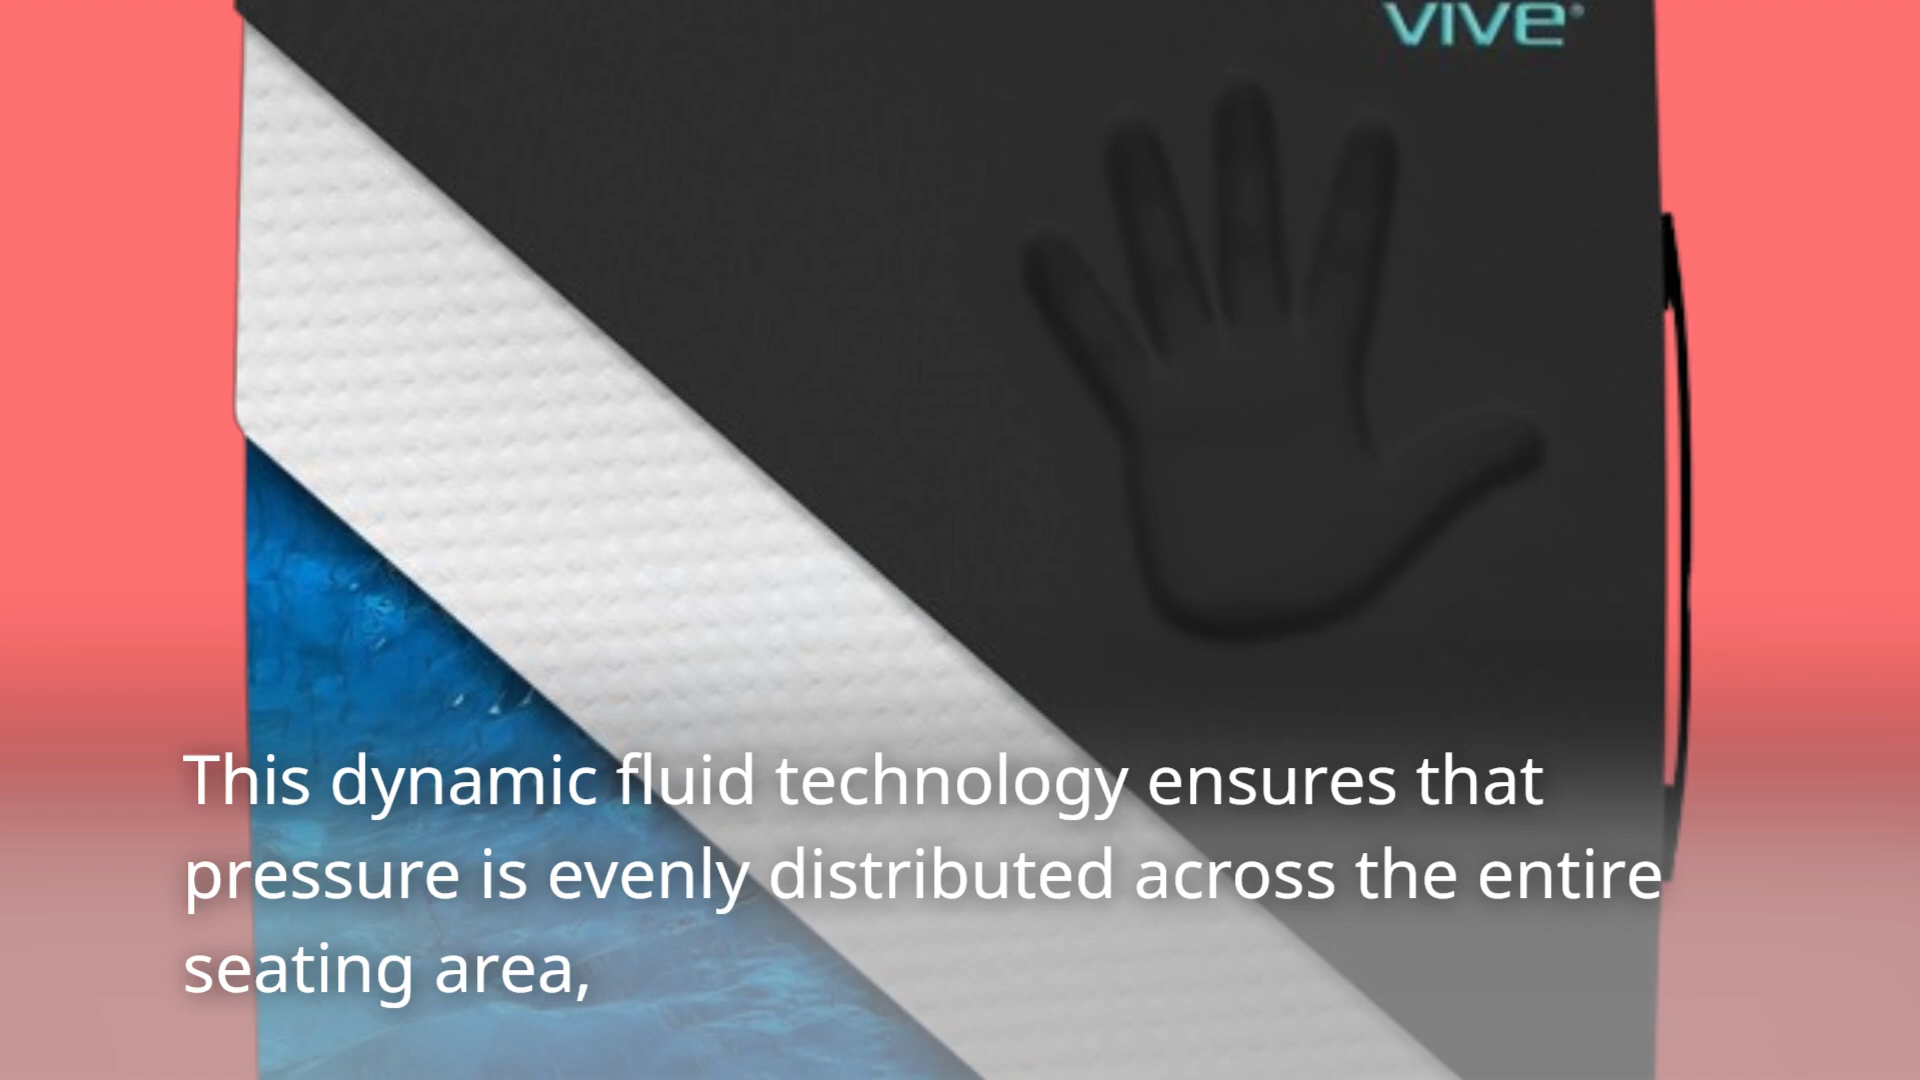 VIVE®
This dynamic fluid technology ensures that
pressure is evenly distributed across the entire
seating area,